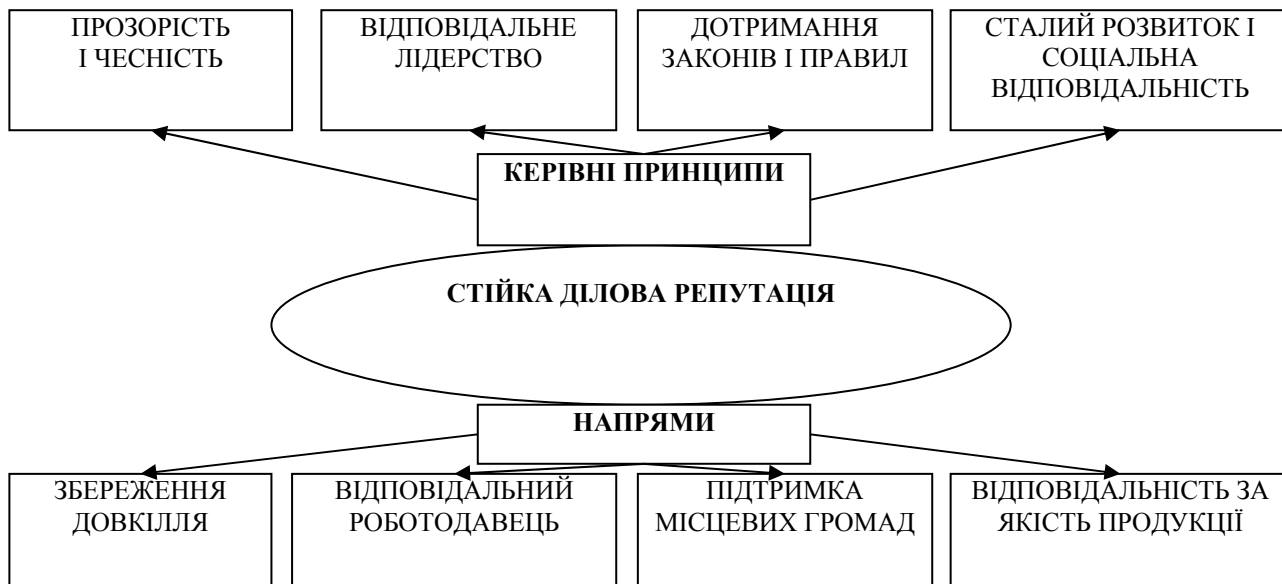 ПРОЗОРІСТЬ
І ЧЕСНІСТЬ
ВІДПОВІДАЛЬНЕ
ЛІДЕРСТВО
ДОТРИМАННЯ
ЗАКОНІВ І ПРАВИЛ
СТАЛИЙ РОЗВИТОК І
СОЦІАЛЬНА
ВІДПОВІДАЛЬНІСТЬ
КЕРІВНІ ПРИНЦИПИ
СТІЙКА ДІЛОВА РЕПУТАЦІЯ
НАПРЯМИ
ЗБЕРЕЖЕННЯ
ДОВКІЛЛЯ
ВІДПОВІДАЛЬНИЙ
РОБОТОДАВЕЦЬ
ПІДТРИМКА
МІСЦЕВИХ ГРОМАД
ВІДПОВІДАЛЬНІСТЬ ЗА
ЯКІСТЬ ПРОДУКЦІЇ